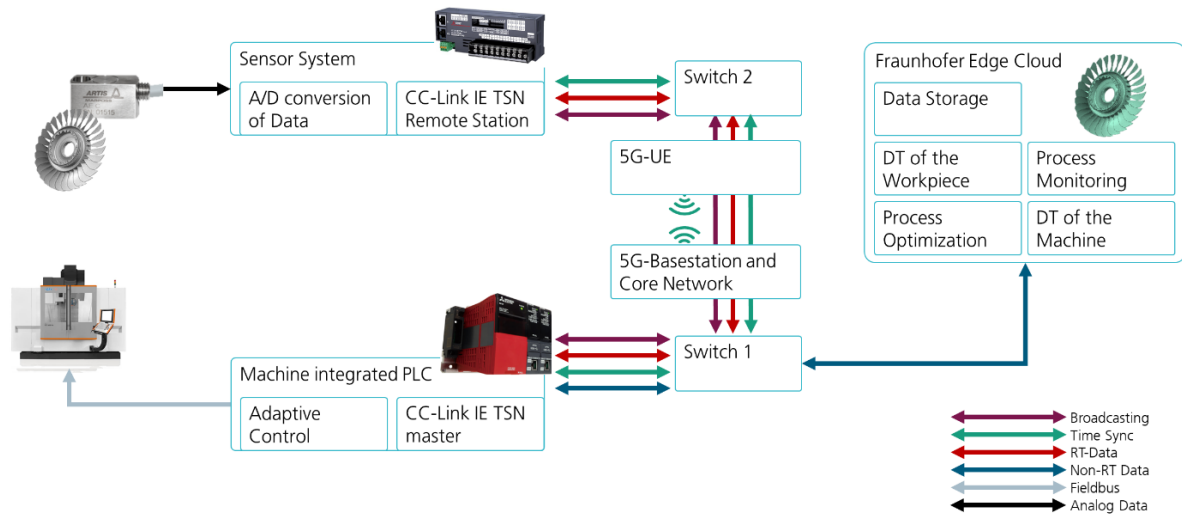 Sensor System
A/D conversion
of Data
CC-Link IE TSN
Remote Station
ARTIS
Switch 2
5G-UE
5G-Basestation and
Core Network
Switch 1
Machine integrated PLC
Adaptive
Control
CC-Link IE TSN
master
Fraunhofer Edge Cloud
Data Storage
DT of the
Workpiece
Process
Monitoring
Process
Optimization
DT of the
Machine
Broadcasting
Time Sync
RT-Data
Non-RT Data
Fieldbus
Analog Data